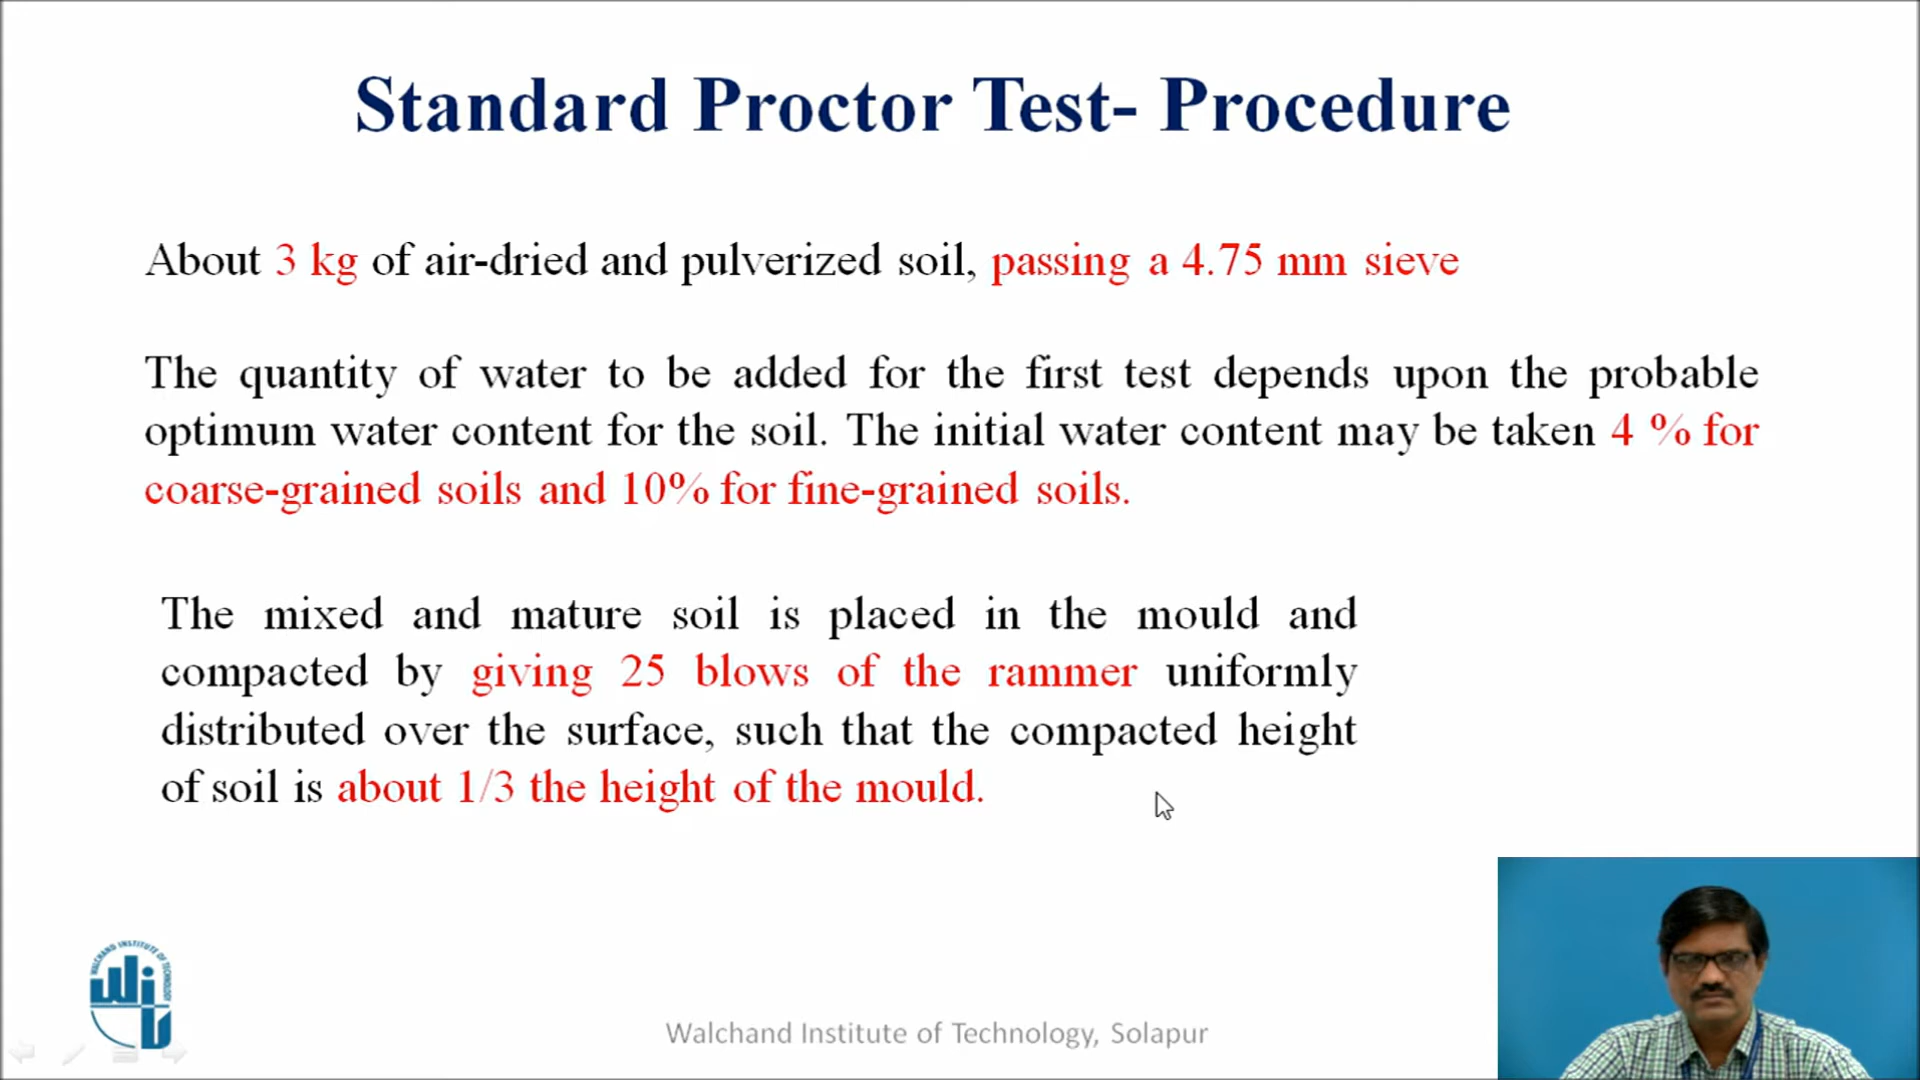 Standard Proctor Test- Procedure
About 3 kg of air-dried and pulverized soil, passing a 4.75 mm sieve
The quantity of water to be added for the first test depends upon the probable
optimum water content for the soil. The initial water content may be taken 4 % for
coarse-grained soils and 10% for fine-grained soils.
The mixed and mature soil is placed in the mould and
compacted by giving 25 blows of the rammer uniformly
distributed over the surface, such that the compacted height
of soil is about 1/3 the height of the mould.
WALCHAND INSTITUTE OF TECHNOLOGY
WIT
Walchand Institute of Technology, Solapur